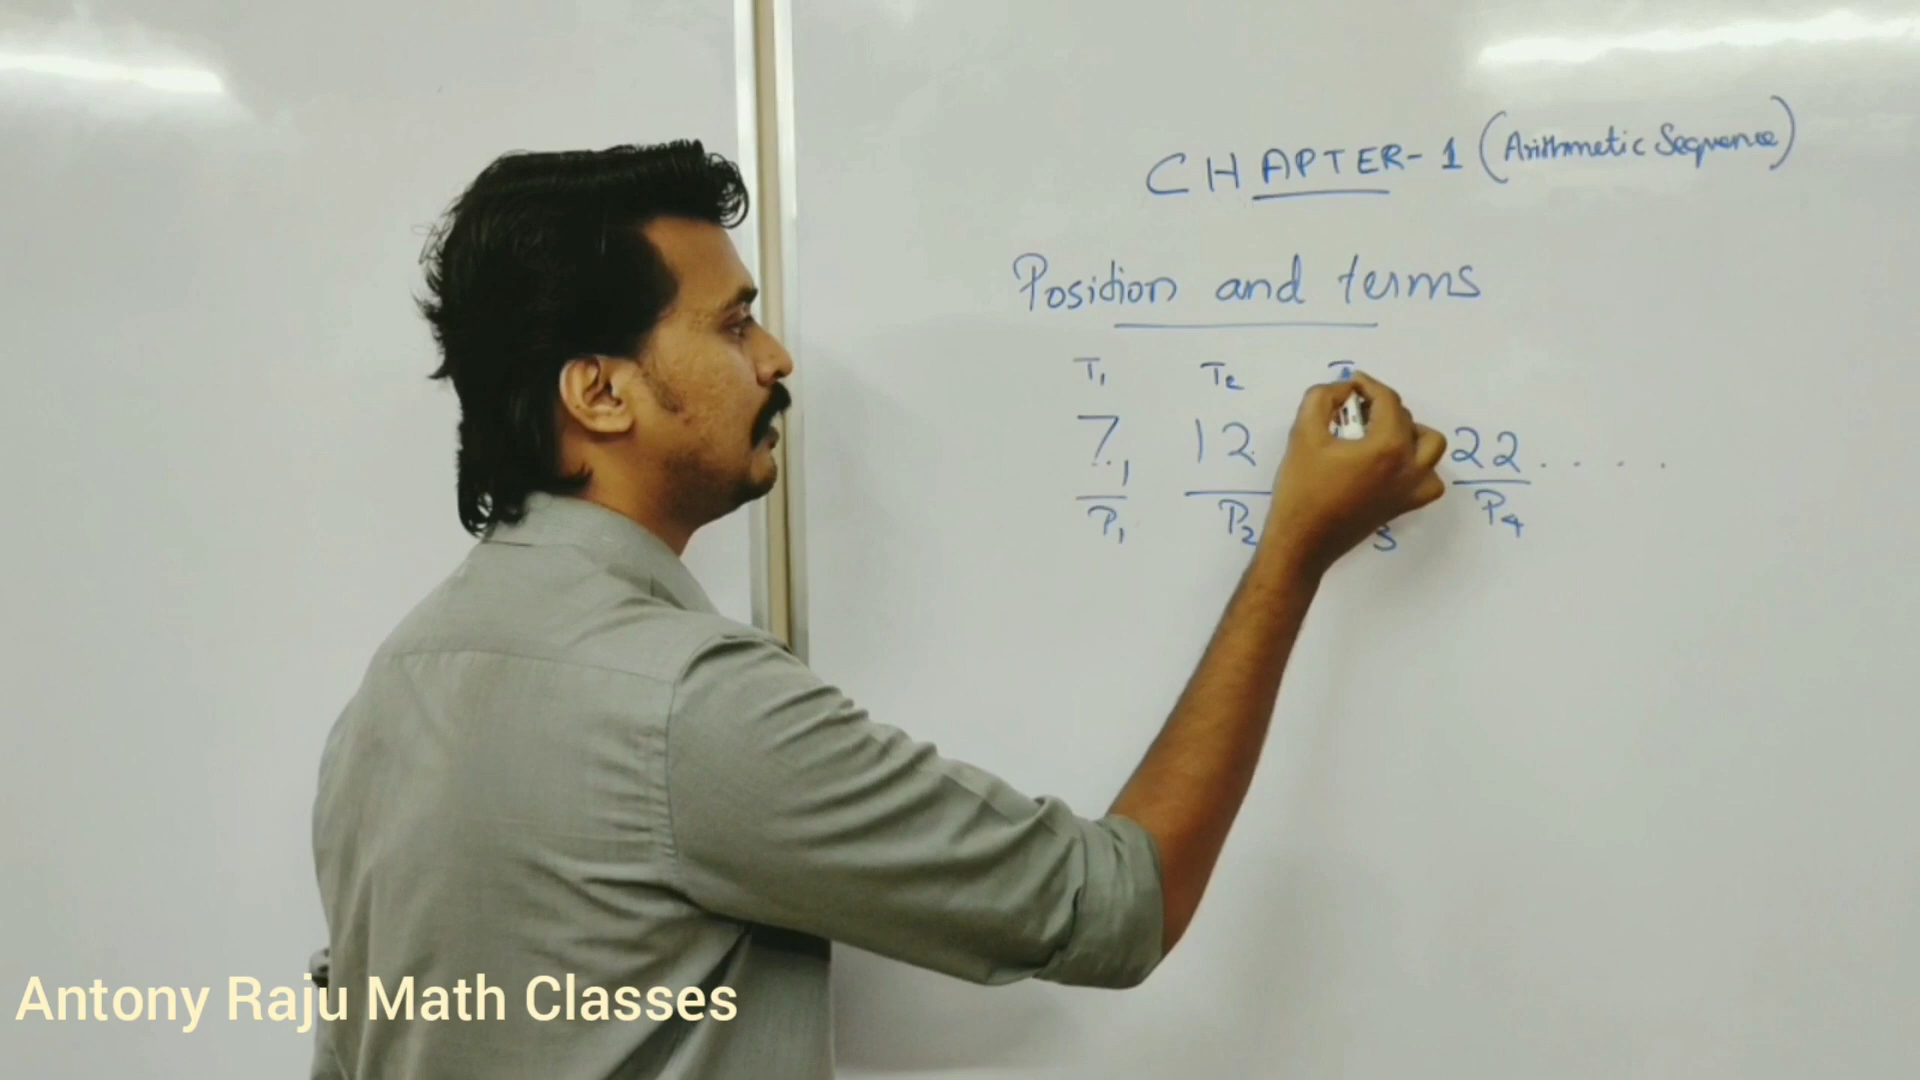 CHAPTER-1 (Arithmetic Sequence)
Position and terms
T1 T2
7, 12 22.....
P1 P2 3 P4
Antony Raju Math Classes